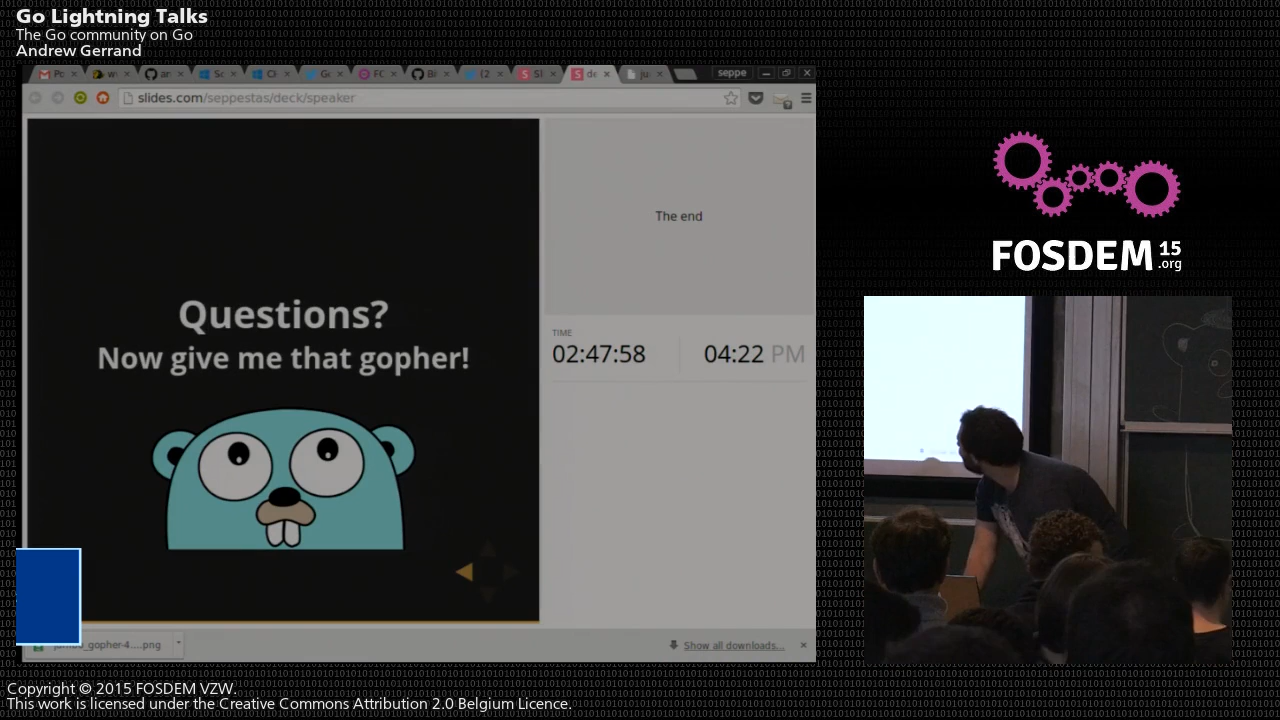 Go Lightning Talks
The Go community on Go
Andrew Gerrand
seppe
slides.com/seppestas/deck/speaker
The end
Questions?
Now give me that gopher!
TIME
02:47:58
04:22 PM
Show all downloads...
FOSDEM 15
.org
Copyright © 2015 FOSDEM VZW.
This work is licensed under the Creative Commons Attribution 2.0 Belgium Licence.